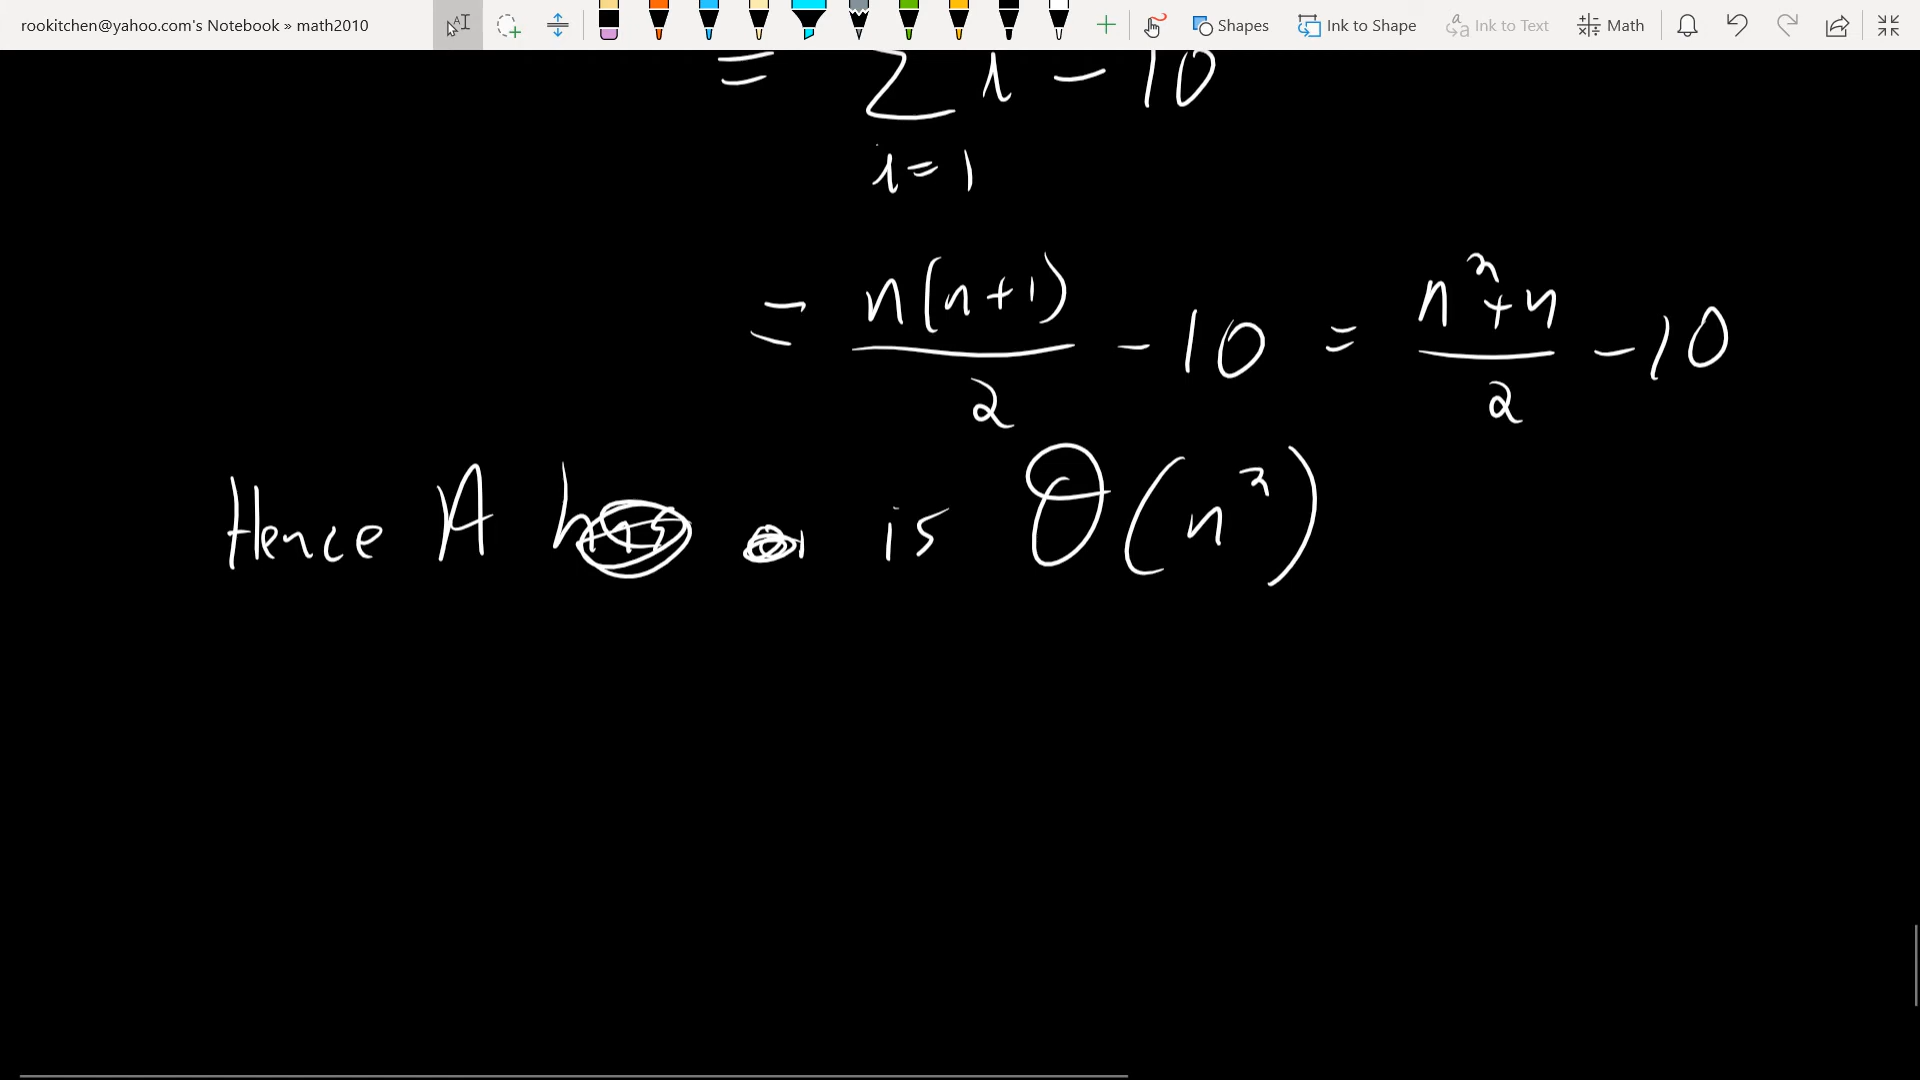 rookitchen@yahoo.com's Notebook » math2010 Shapes Ink to Shape Ink to Text Math
= ∑ i - 10
i = 1
= n(n+1)/2 - 10 = (n² + n)/2 - 10
Hence A is O(n²)